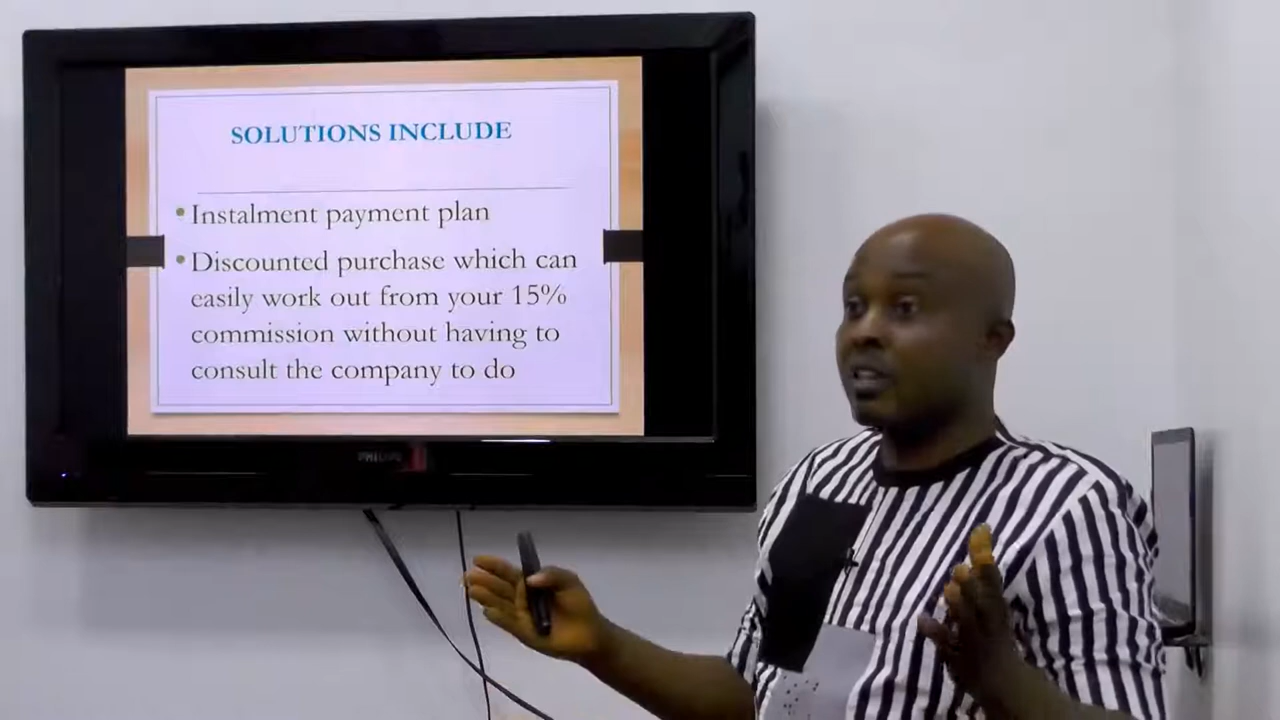 SOLUTIONS INCLUDE
• Instalment payment plan
• Discounted purchase which can
easily work out from your 15%
commission without having to
consult the company to do
PHILIPS